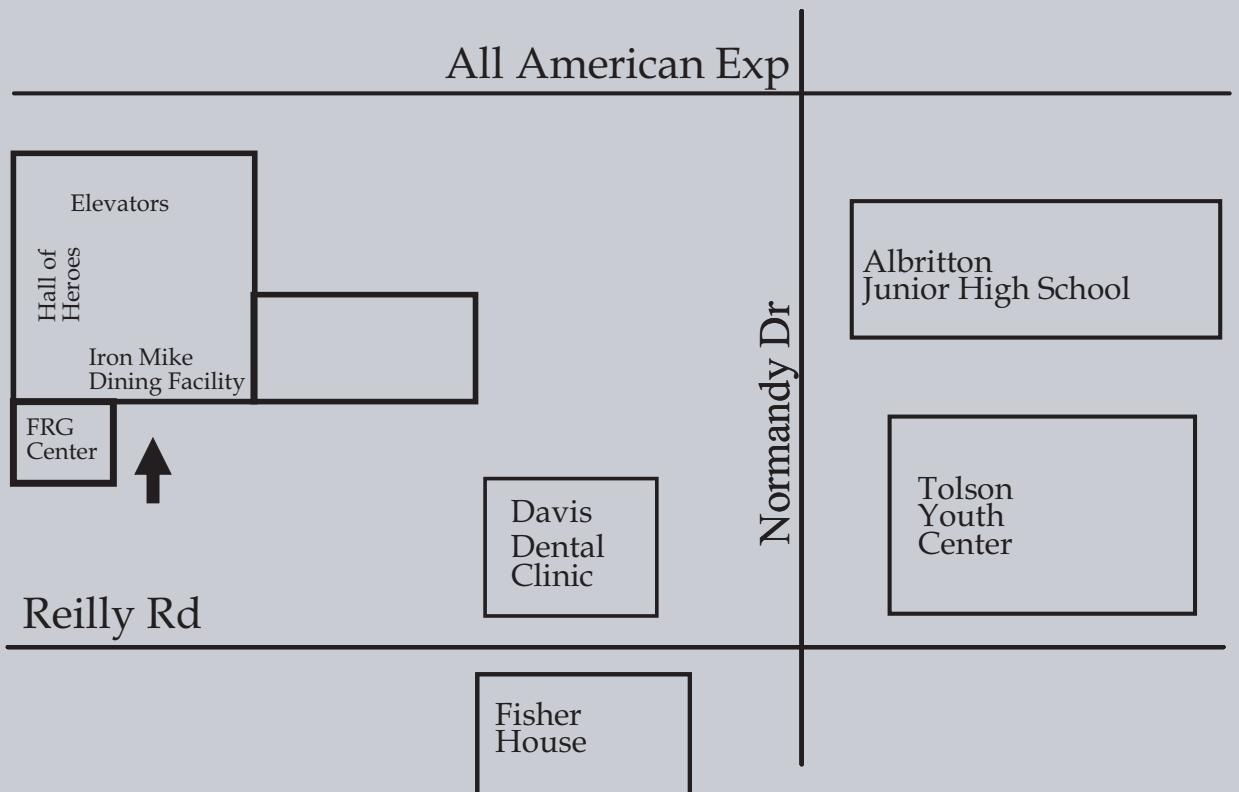 All American Exp
Elevators
Hall of
Heroes
Iron Mike
Dining Facility
FRG
Center
Normandy Dr
Albritton
Junior High School
Davis
Dental
Clinic
Tolson
Youth
Center
Reilly Rd
Fisher
House